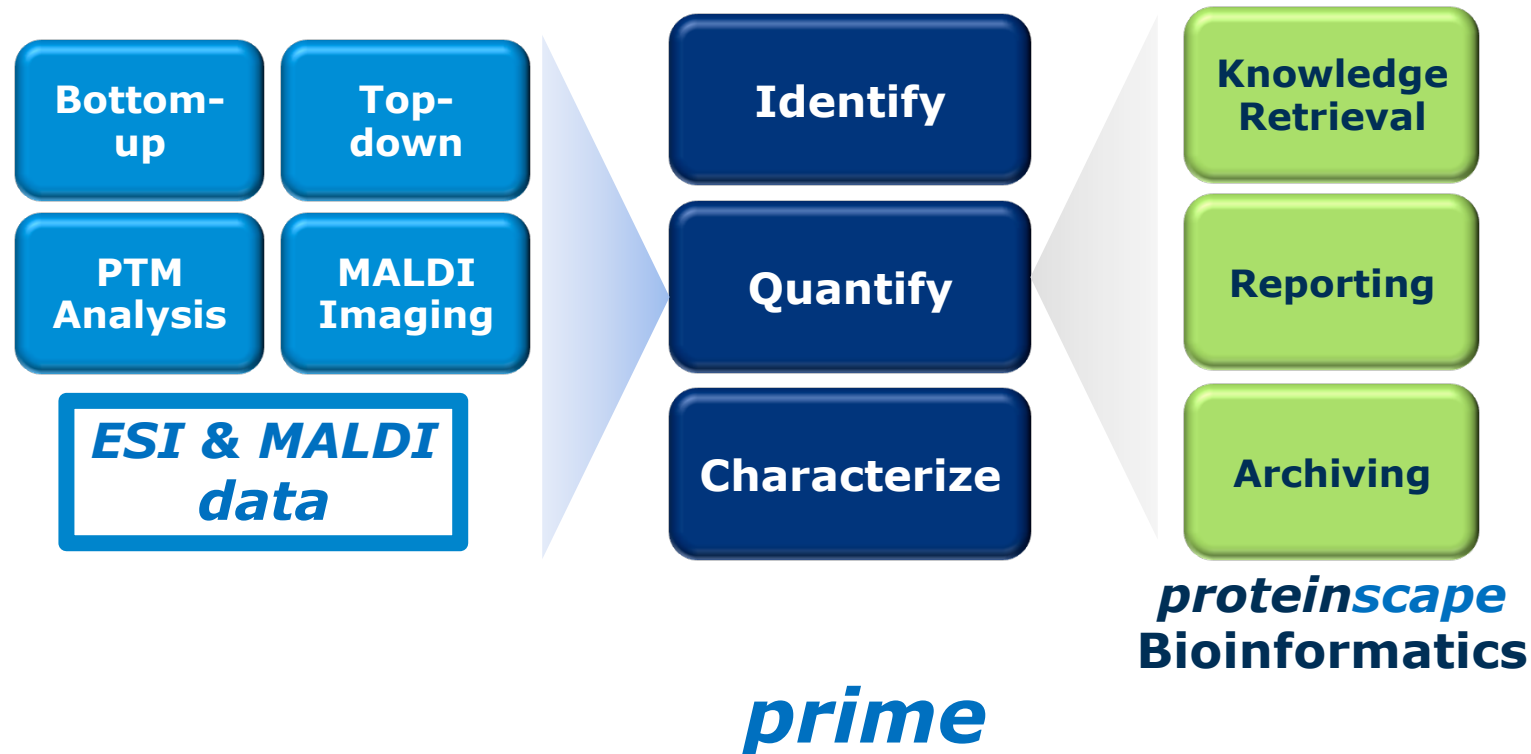 Bottom-
up
Top-
down
PTM
Analysis
MALDI
Imaging
ESI & MALDI
data
Identify
Quantify
Characterize
Knowledge
Retrieval
Reporting
Archiving
proteinscape
Bioinformatics
prime